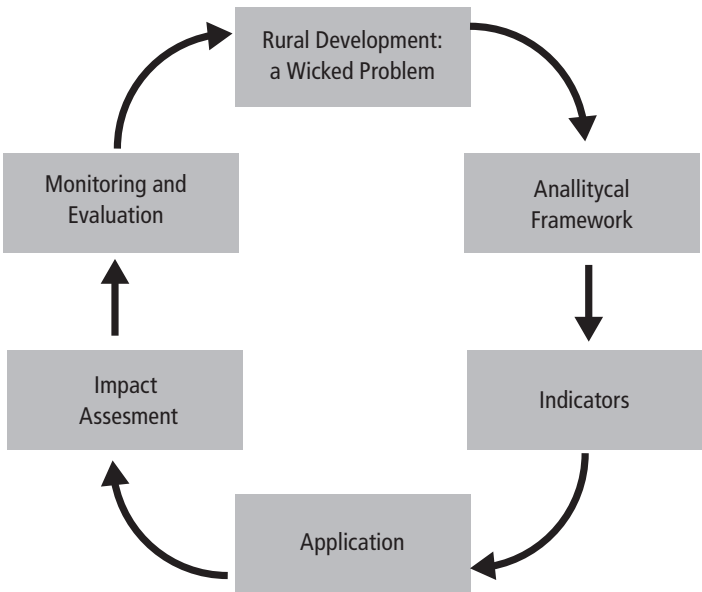 Rural Development:
a Wicked Problem
Anallitycal
Framework
Indicators
Application
Impact
Assesment
Monitoring and
Evaluation